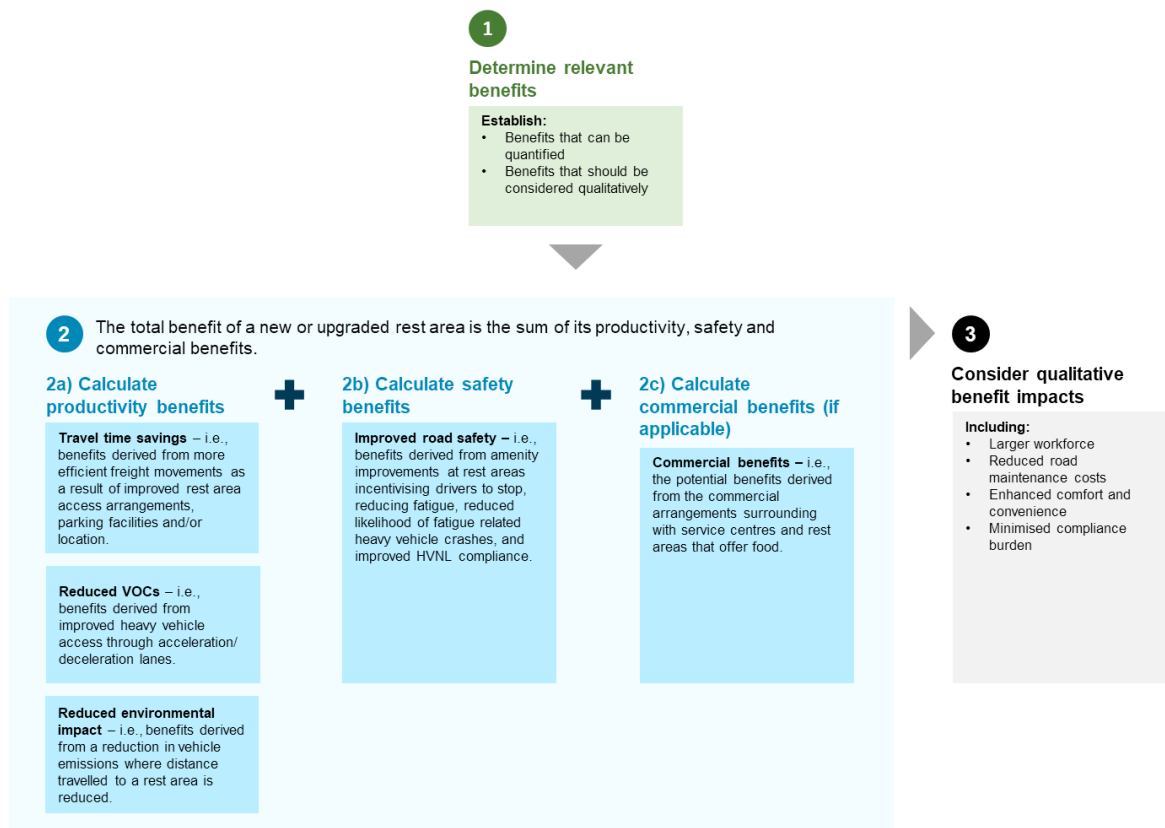 1
Determine relevant
benefits
Establish:
• Benefits that can be
quantified
• Benefits that should be
considered qualitatively
2
The total benefit of a new or upgraded rest area is the sum of its productivity, safety and
commercial benefits.
2a) Calculate
productivity benefits
Travel time savings – i.e.,
benefits derived from more
efficient freight movements as
a result of improved rest area
access arrangements,
parking facilities and/or
location.
Reduced VOCs – i.e.,
benefits derived from
improved heavy vehicle
access through acceleration/
deceleration lanes.
Reduced environmental
impact – i.e., benefits derived
from a reduction in vehicle
emissions where distance
travelled to a rest area is
reduced.
2b) Calculate safety
benefits
Improved road safety – i.e.,
benefits derived from amenity
improvements at rest areas
incentivising drivers to stop,
reducing fatigue, reduced
likelihood of fatigue related
heavy vehicle crashes, and
improved HVNL compliance.
2c) Calculate
commercial benefits (if
applicable)
Commercial benefits – i.e.,
the potential benefits derived
from the commercial
arrangements surrounding
with service centres and rest
areas that offer food.
3
Consider qualitative
benefit impacts
Including:
• Larger workforce
• Reduced road
maintenance costs
• Enhanced comfort and
convenience
• Minimised compliance
burden